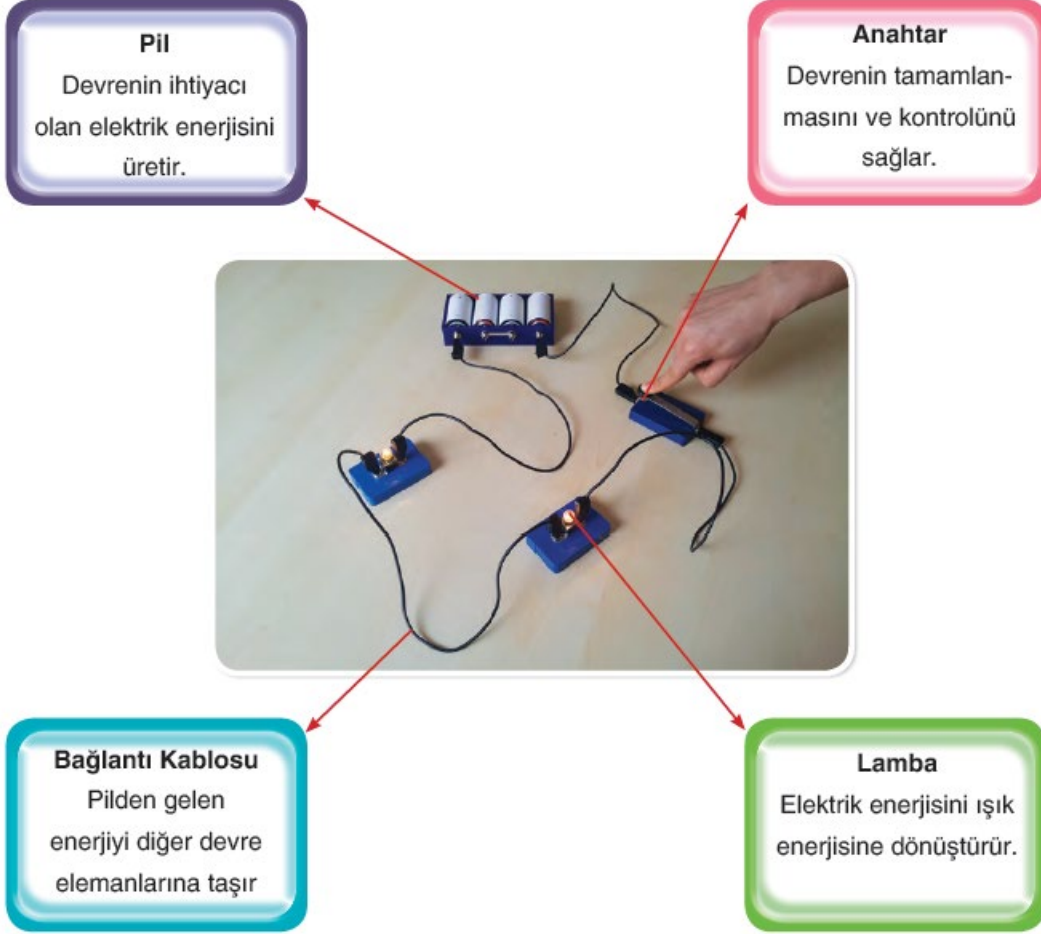 Pil
Devrenin ihtiyacı
olan elektrik enerjisini
üretir.
Anahtar
Devrenin tamamlan-
masını ve kontrolünü
sağlar.
Bağlantı Kablosu
Pilden gelen
enerjiyi diğer devre
elemanlarına taşır
Lamba
Elektrik enerjisini ışık
enerjisine dönüştürür.